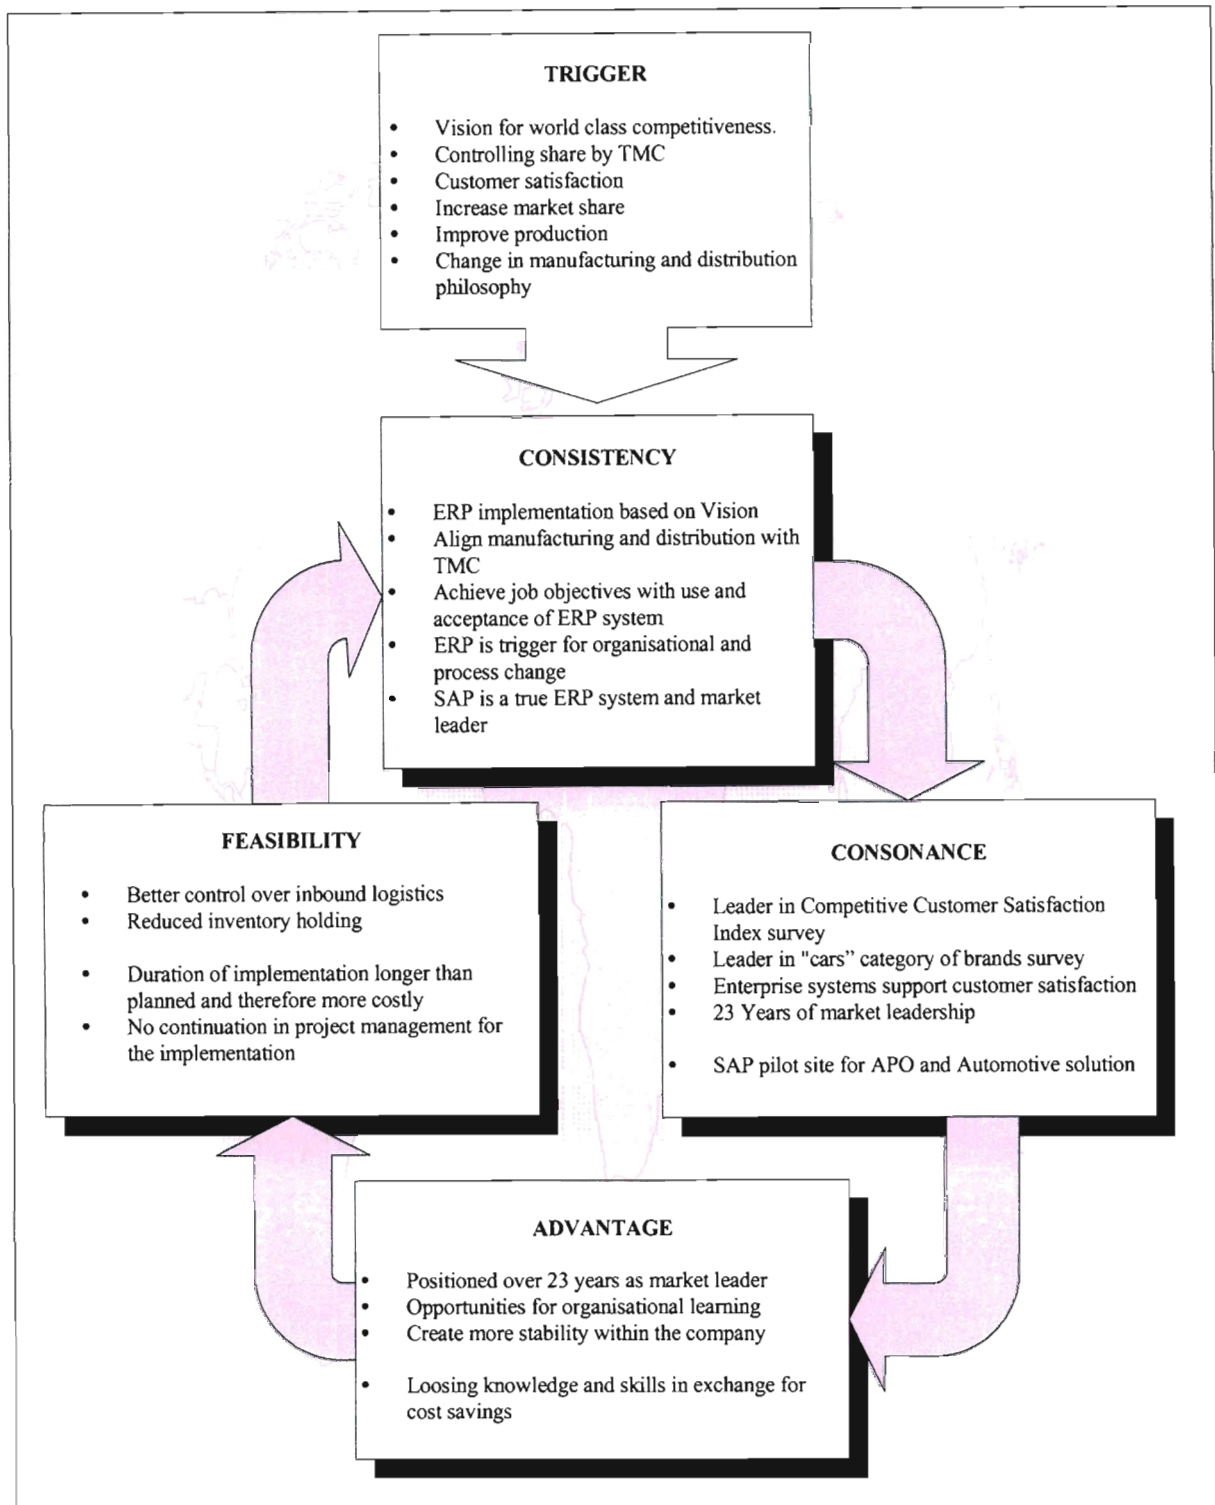 TRIGGER
• Vision for world class competitiveness.
• Controlling share by TMC
• Customer satisfaction
• Increase market share
• Improve production
• Change in manufacturing and distribution
philosophy
CONSISTENCY
• ERP implementation based on Vision
• Align manufacturing and distribution with
TMC
• Achieve job objectives with use and
acceptance of ERP system
• ERP is trigger for organisational and
process change
• SAP is a true ERP system and market
leader
FEASIBILITY
• Better control over inbound logistics
• Reduced inventory holding
• Duration of implementation longer than
planned and therefore more costly
• No continuation in project management for
the implementation
CONSONANCE
• Leader in Competitive Customer Satisfaction
Index survey
• Leader in "cars” category of brands survey
• Enterprise systems support customer satisfaction
• 23 Years of market leadership
• SAP pilot site for APO and Automotive solution
ADVANTAGE
• Positioned over 23 years as market leader
• Opportunities for organisational learning
• Create more stability within the company
• Loosing knowledge and skills in exchange for
cost savings